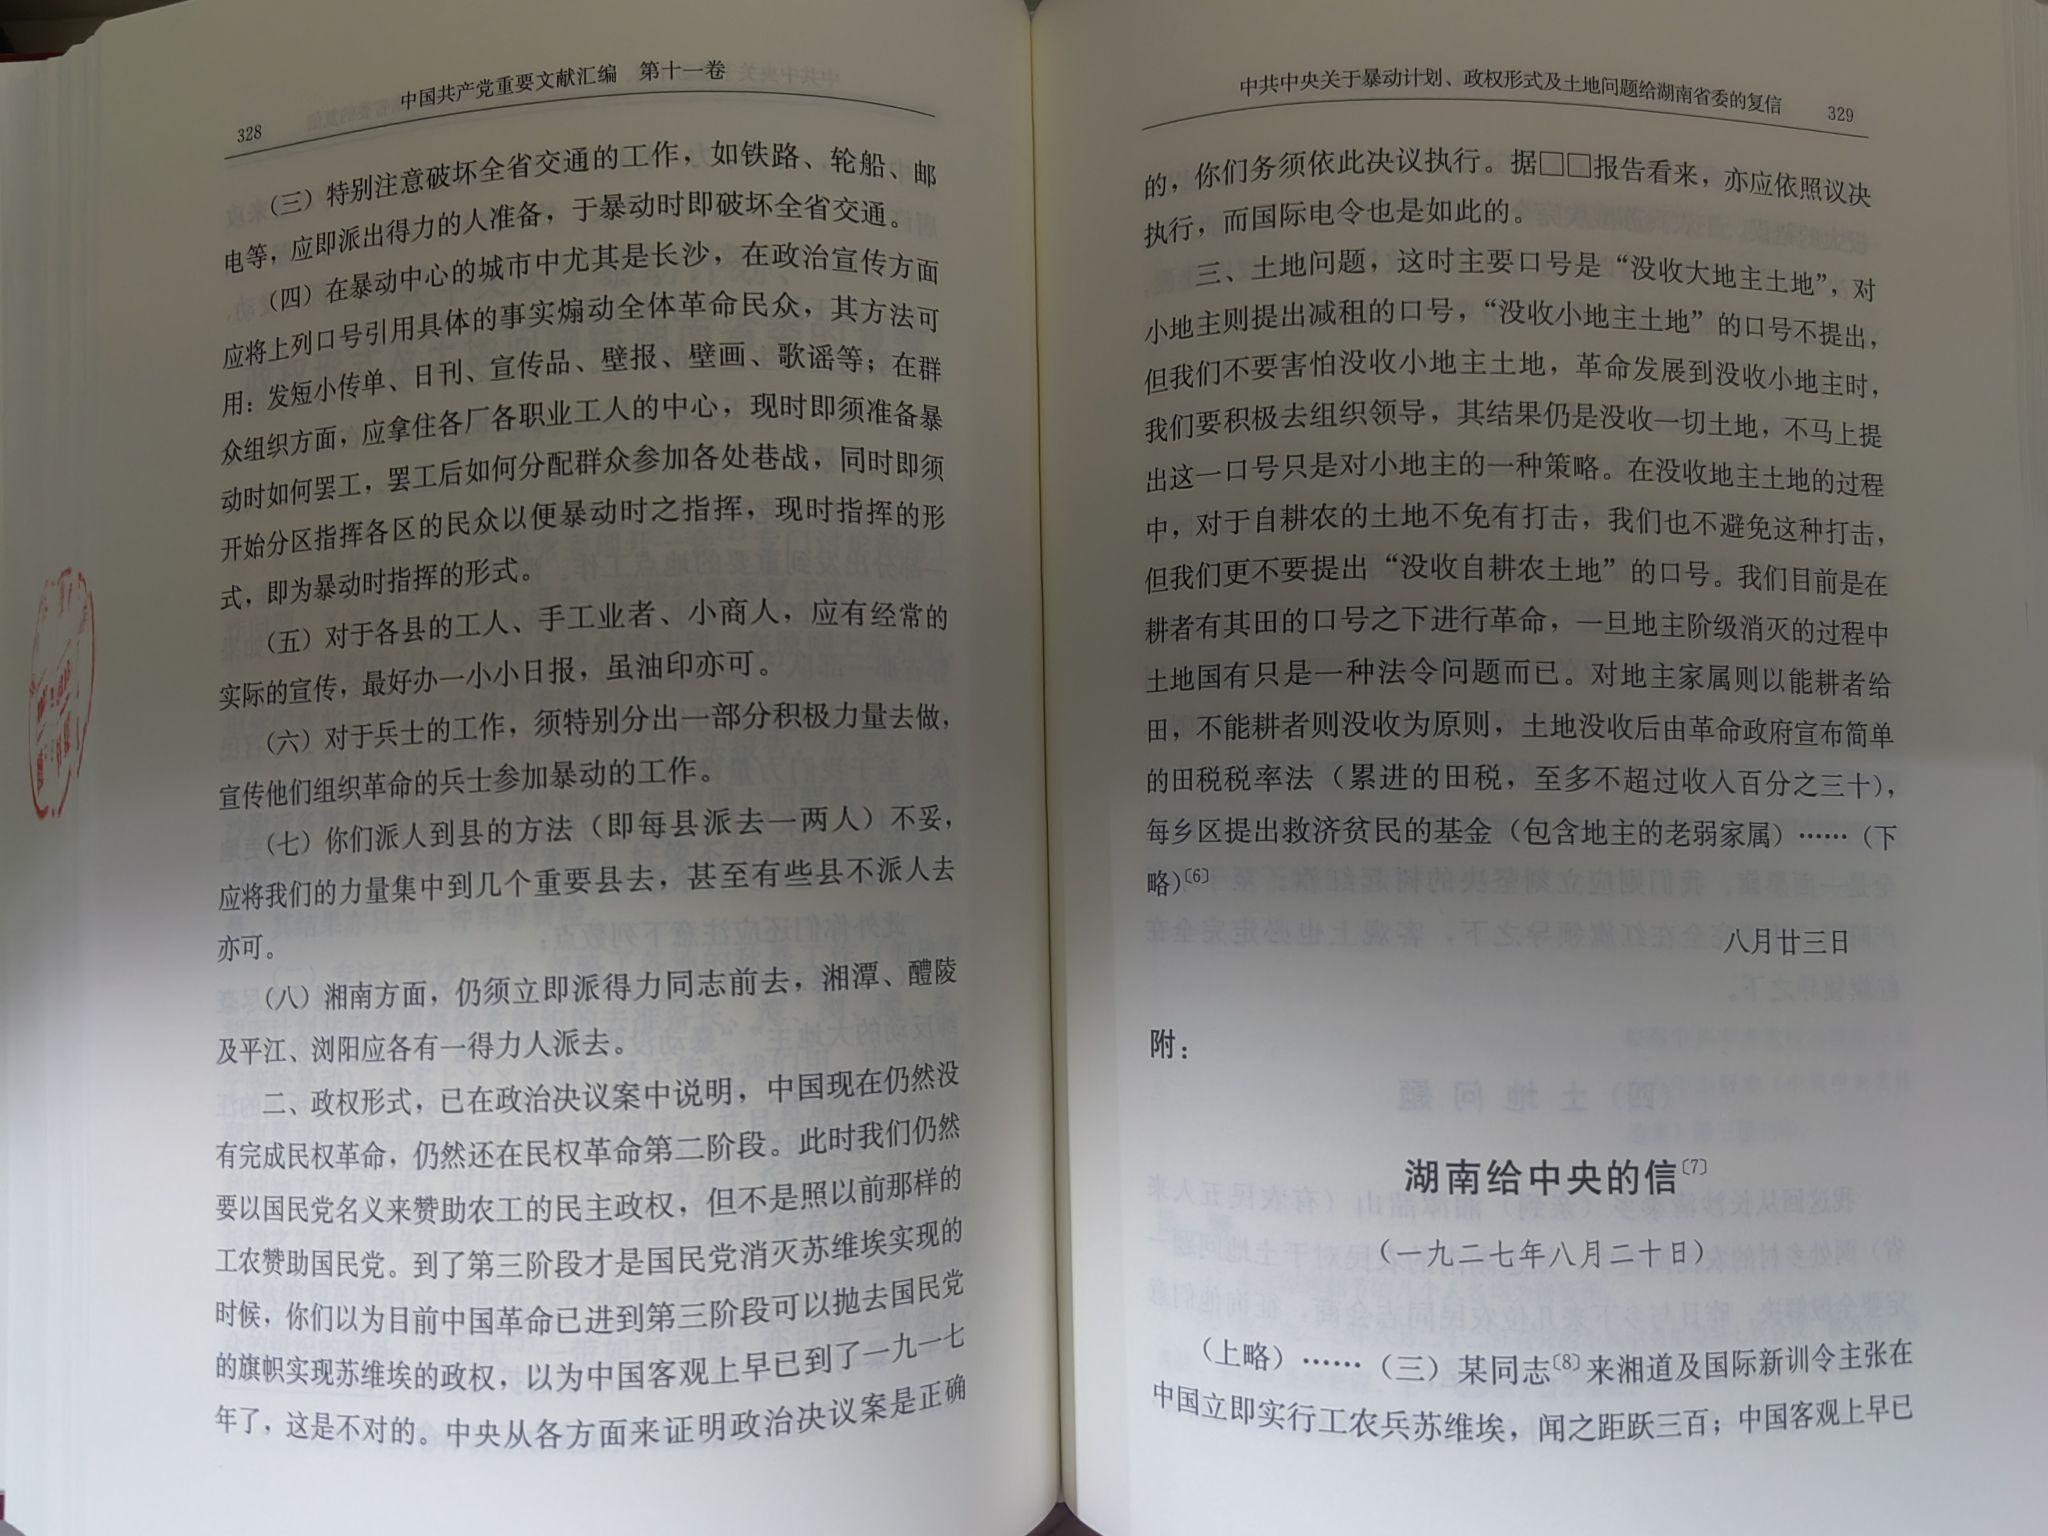 328
中国共产党重要文献汇编　第十一卷
（三）特别注意破坏全省交通的工作，如铁路、轮船、邮
电等，应即派出得力的人准备，于暴动时即破坏全省交通。
（四）在暴动中心的城市中尤其是长沙，在政治宣传方面
应将上列口号引用具体的事实煽动全体革命民众，其方法可
用：发短小传单、日刊、宣传品、壁报、壁画、歌谣等；在群
众组织方面，应拿住各厂各职业工人的中心，现时即须准备暴
动时如何罢工，罢工后如何分配群众参加各处巷战，同时即须
开始分区指挥各区的民众以便暴动时之指挥，现时指挥的形
式，即为暴动时指挥的形式。
（五）对于各县的工人、手工业者、小商人，应有经常的
实际的宣传，最好办一小小日报，虽油印亦可。
（六）对于兵士的工作，须特别分出一部分积极力量去做，
宣传他们组织革命的兵士参加暴动的工作。
（七）你们派人到县的方法（即每县派去一两人）不妥，
应将我们的力量集中到几个重要县去，甚至有些县不派人去
亦可。
（八）湘南方面，仍须立即派得力同志前去，湘潭、醴陵
及平江、浏阳应各有一得力人派去。
二、政权形式，已在政治决议案中说明，中国现在仍然没
有完成民权革命，仍然还在民权革命第二阶段。此时我们仍然
要以国民党名义来赞助农工的民主政权，但不是照以前那样的
工农赞助国民党。到了第三阶段才是国民党消灭苏维埃实现的
时候，你们以为目前中国革命已进到第三阶段可以抛去国民党
的旗帜实现苏维埃的政权，以为中国客观上早已到了一九一七
年了，这是不对的。中央从各方面来证明政治决议案是正确
中共中央关于暴动计划、政权形式及土地问题给湖南省委的复信
329
的，你们务须依此决议执行。据□□报告看来，亦应依照议决
执行，而国际电令也是如此的。
三、土地问题，这时主要口号是“没收大地主土地”，对
小地主则提出减租的口号，“没收小地主土地”的口号不提出，
但我们不要害怕没收小地主土地，革命发展到没收小地主时，
我们要积极去组织领导，其结果仍是没收一切土地，不马上提
出这一口号只是对小地主的一种策略。在没收地主土地的过程
中，对于自耕农的土地不免有打击，我们也不避免这种打击，
但我们更不要提出“没收自耕农土地”的口号。我们目前是在
耕者有其田的口号之下进行革命，一旦地主阶级消灭的过程中
土地国有只是一种法令问题而已。对地主家属则以能耕者给
田，不能耕者则没收为原则，土地没收后由革命政府宣布简单
的田税税率法（累进的田税，至多不超过收入百分之三十），
每乡区提出救济贫民的基金（包含地主的老弱家属）……（下
略）〔6〕
八月廿三日
附：
湖南给中央的信〔7〕
（一九二七年八月二十日）
（上略）……（三）某同志〔8〕来湘道及国际新训令主张在
中国立即实行工农兵苏维埃，闻之距跃三百；中国客观上早已